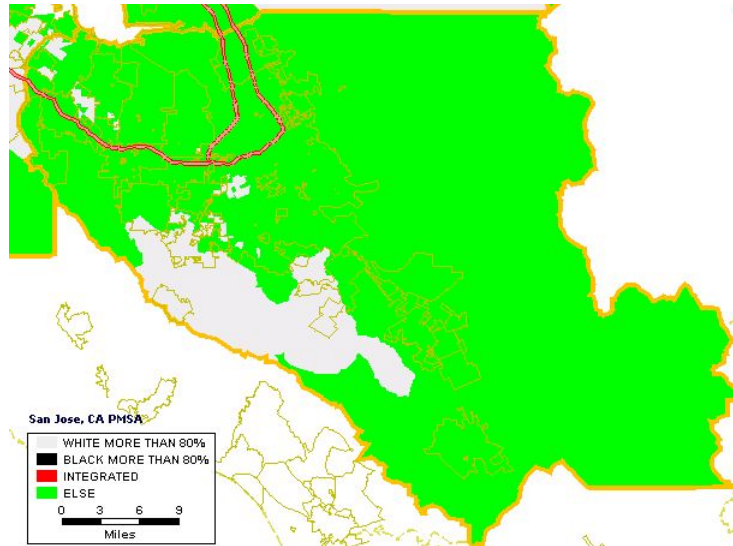 San Jose, CA PMSA
WHITE MORE THAN 80%
BLACK MORE THAN 80%
INTEGRATED
ELSE
0 3 6 9
Miles